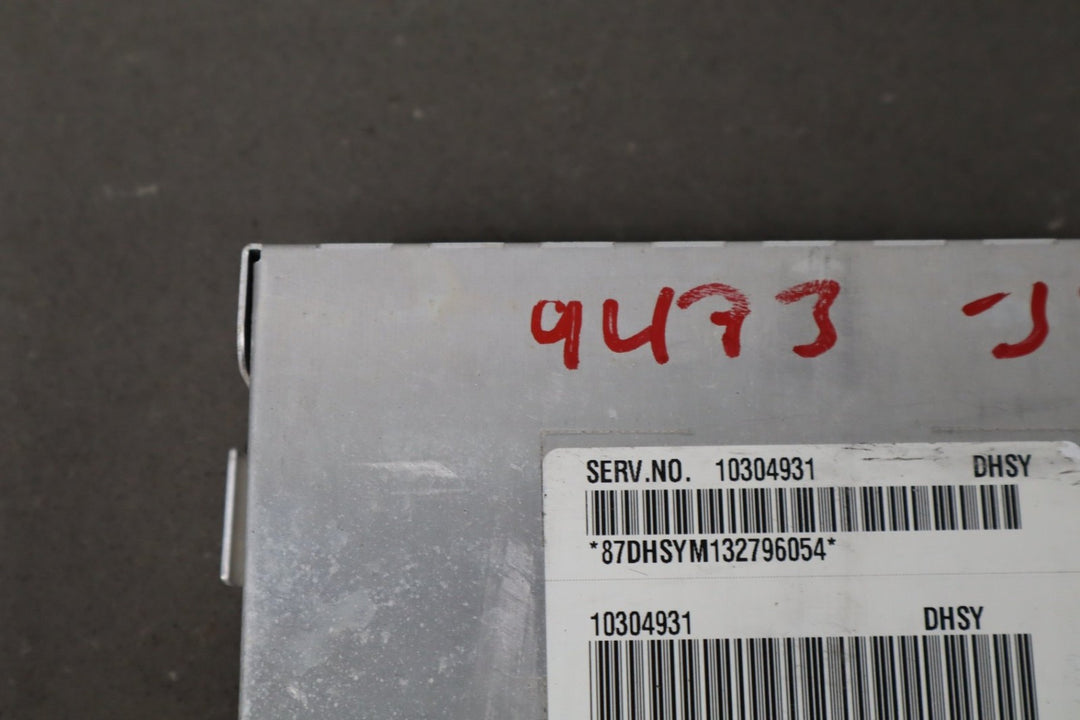 9473 -J
SERV.NO. 10304931 DHSY
*87DHSYM132796054*
10304931 DHSY